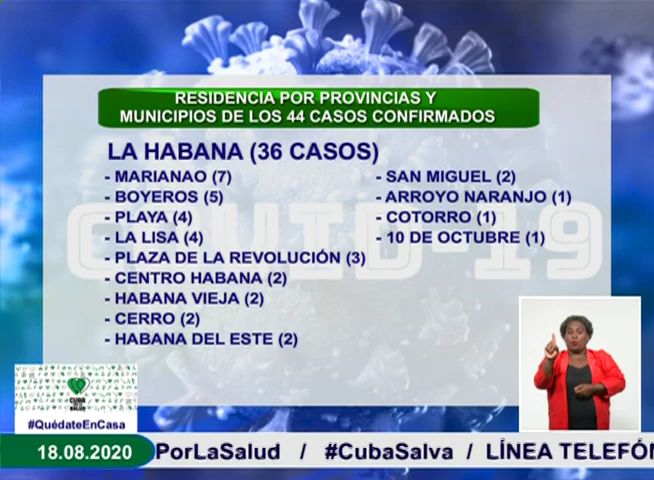 RESIDENCIA POR PROVINCIAS Y
MUNICIPIOS DE LOS 44 CASOS CONFIRMADOS
LA HABANA (36 CASOS)
- MARIANAO (7)
- BOYEROS (5)
- PLAYA (4)
- LA LISA (4)
- PLAZA DE LA REVOLUCIÓN (3)
- CENTRO HABANA (2)
- HABANA VIEJA (2)
- CERRO (2)
- HABANA DEL ESTE (2)
- SAN MIGUEL (2)
- ARROYO NARANJO (1)
- COTORRO (1)
- 10 DE OCTUBRE (1)
COVID-19
CUBA
SALUD
#QuédateEnCasa
18.08.2020 PorLaSalud / #CubaSalva / LÍNEA TELEFÓN